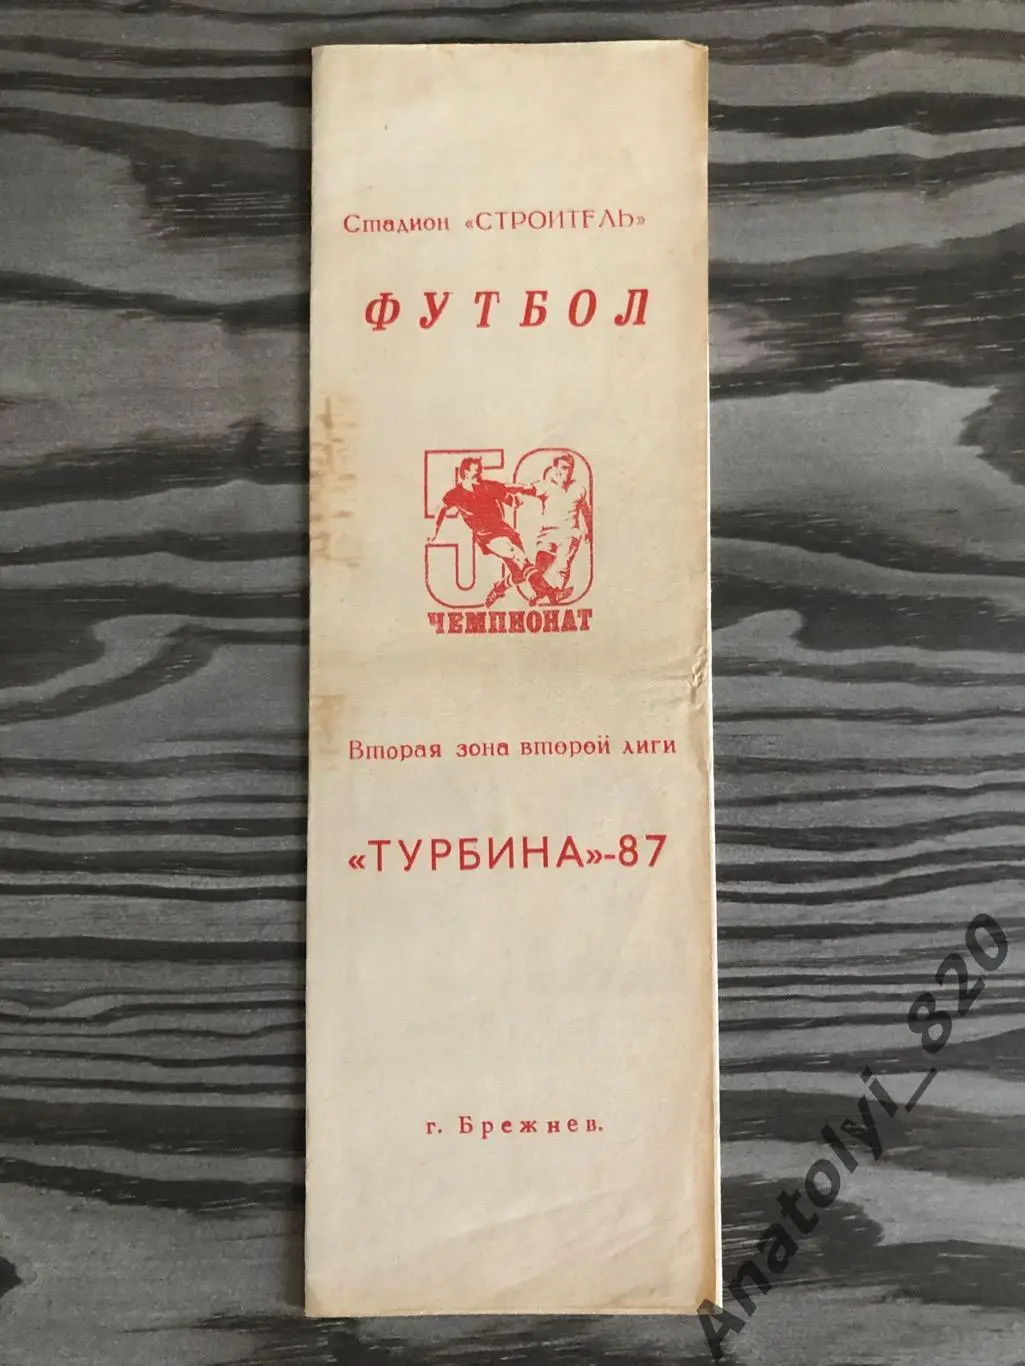 Стадион «СТРОИТЕЛЬ»
ФУТБОЛ
50
ЧЕМПИОНАТ
Вторая зона второй лиги
«ТУРБИНА»-87
г. Брежнев.
Anatolyi_820